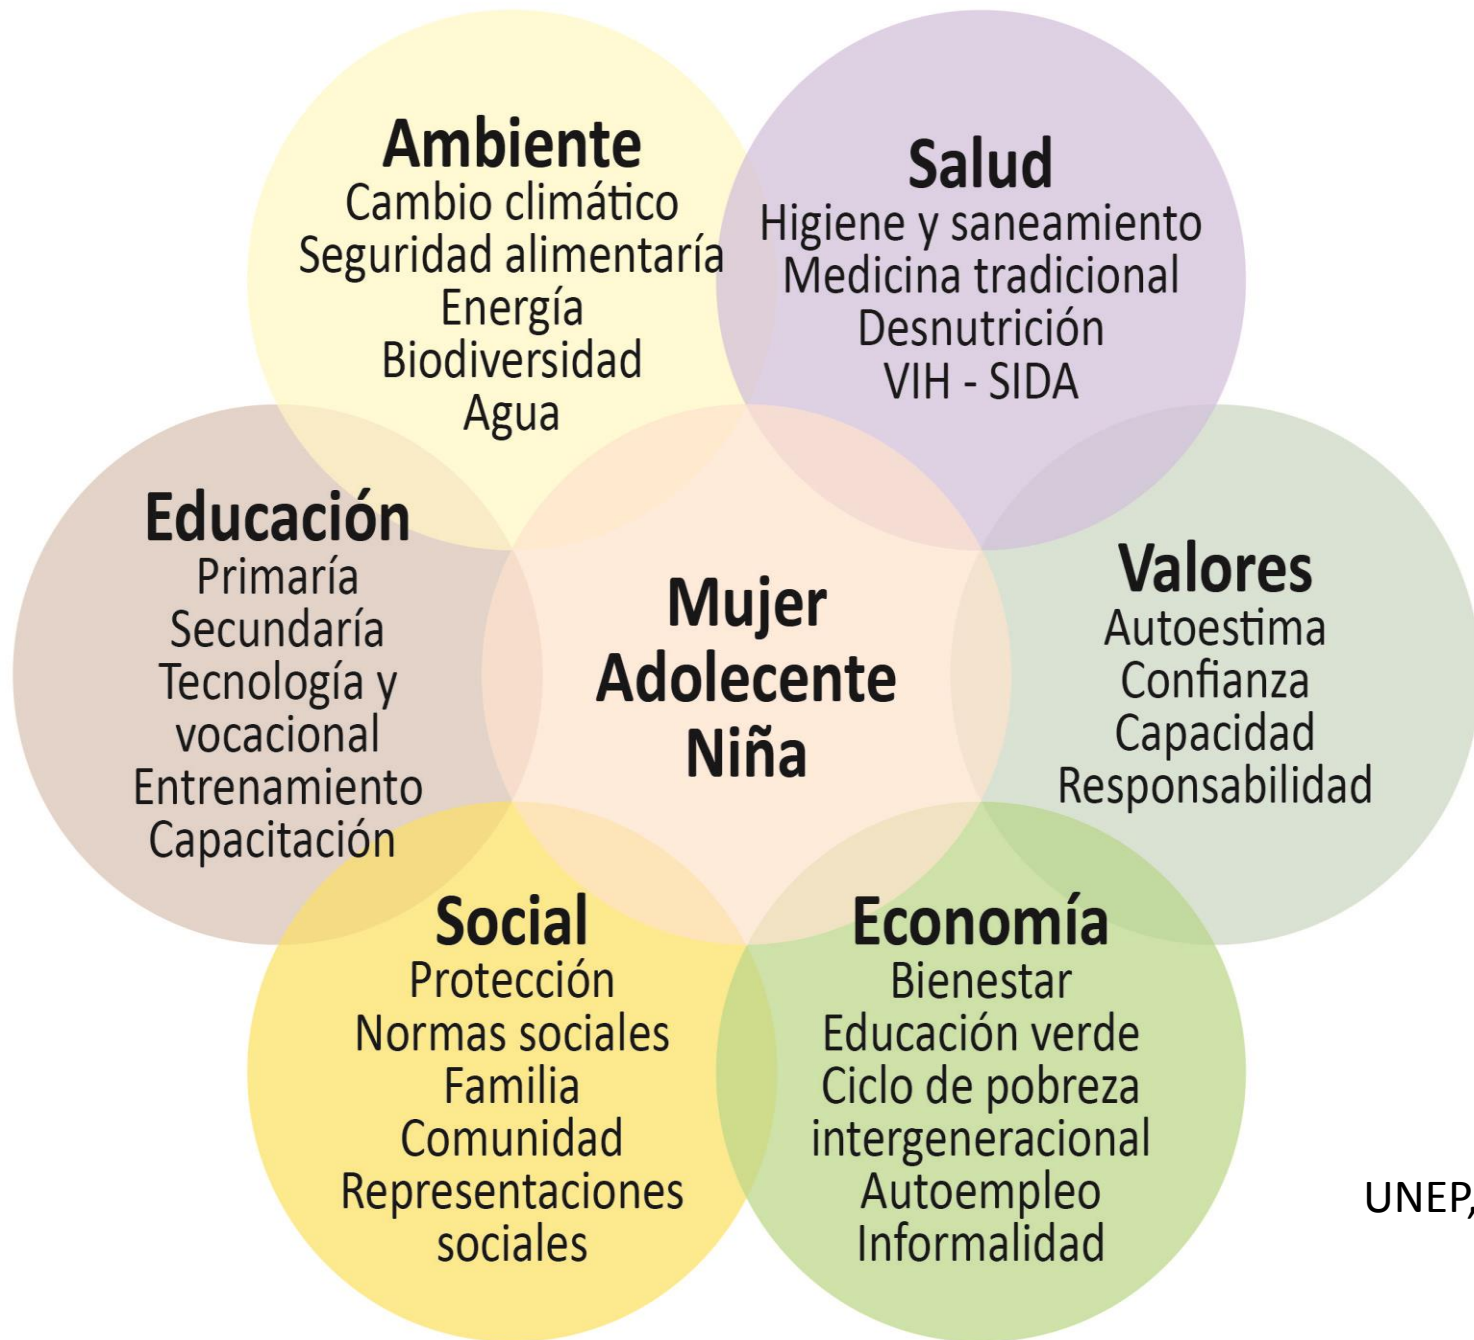 Ambiente
Cambio climático
Seguridad alimentaría
Energía
Biodiversidad
Agua
Salud
Higiene y saneamiento
Medicina tradicional
Desnutrición
VIH - SIDA
Educación
Primaría
Secundaría
Tecnología y
vocacional
Entrenamiento
Capacitación
Mujer
Adolecente
Niña
Valores
Autoestima
Confianza
Capacidad
Responsabilidad
Social
Protección
Normas sociales
Familia
Comunidad
Representaciones
sociales
Economía
Bienestar
Educación verde
Ciclo de pobreza
intergeneracional
Autoempleo
Informalidad
UNEP,